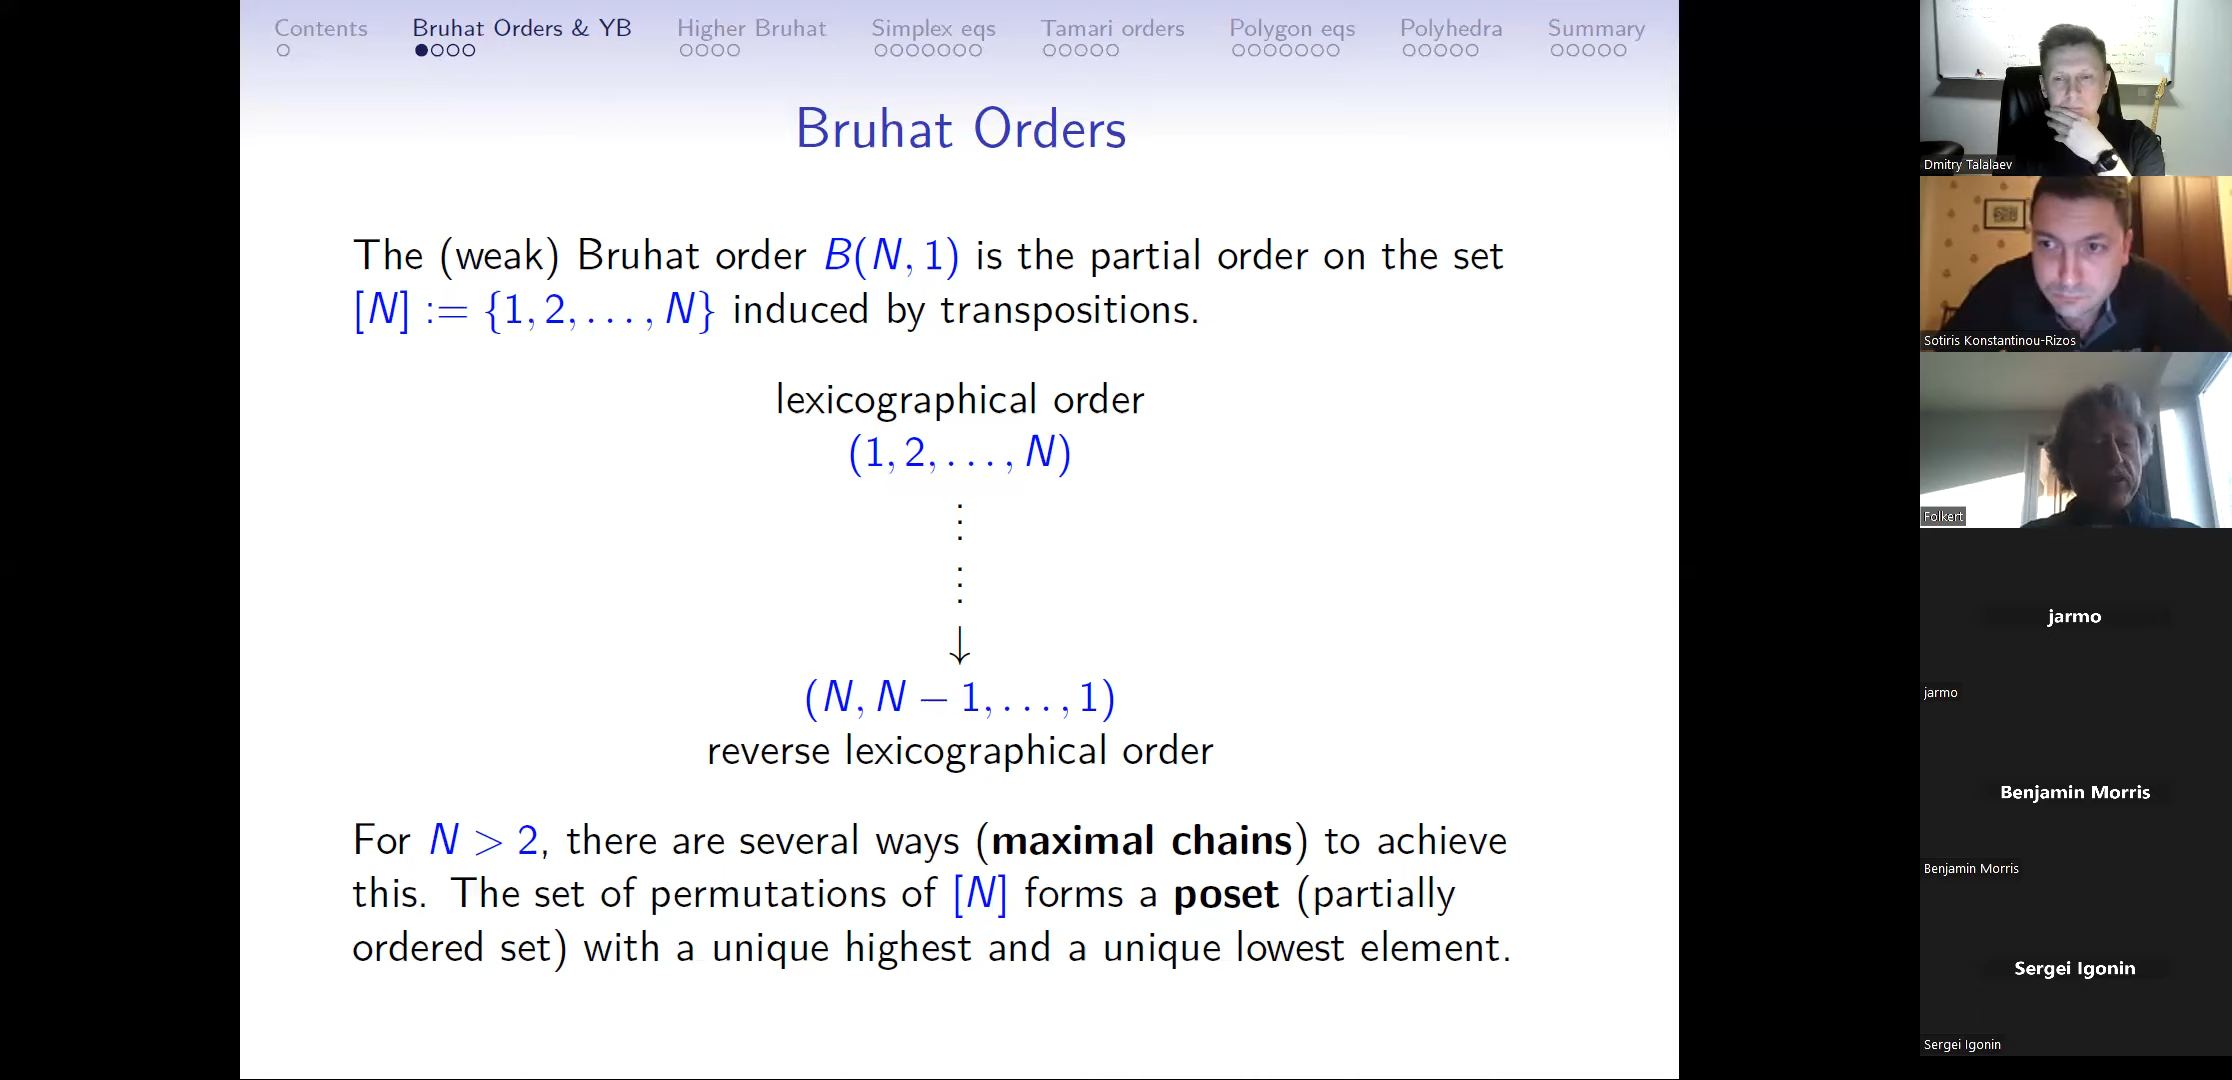 Contents Bruhat Orders & YB Higher Bruhat Simplex eqs Tamari orders Polygon eqs Polyhedra Summary
Bruhat Orders
The (weak) Bruhat order B(N, 1) is the partial order on the set
[N] := {1, 2, . . . , N} induced by transpositions.
lexicographical order
(1, 2, . . . , N)
↓
(N, N − 1, . . . , 1)
reverse lexicographical order
For N > 2, there are several ways (maximal chains) to achieve
this. The set of permutations of [N] forms a poset (partially
ordered set) with a unique highest and a unique lowest element.
Dmitry Talalaev
Sotiris Konstantinou-Rizos
Folkert
jarmo
jarmo
Benjamin Morris
Benjamin Morris
Sergei Igonin
Sergei Igonin